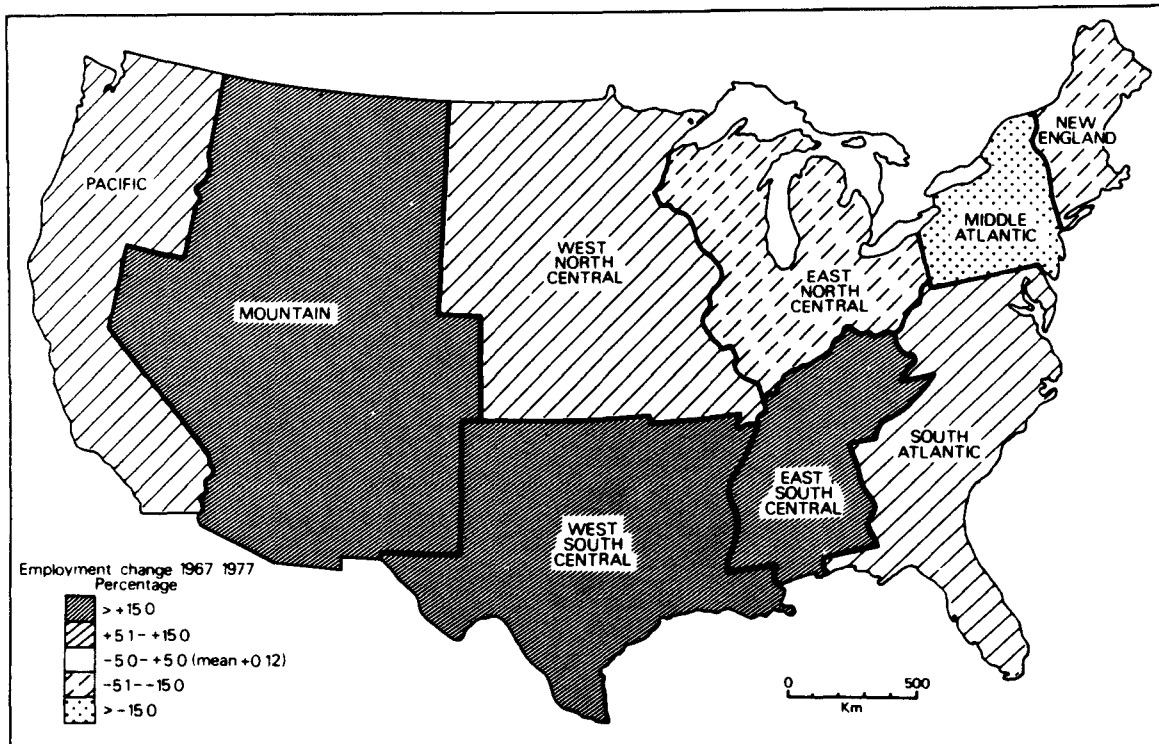 NEW
ENGLAND
PACIFIC
MIDDLE
ATLANTIC
WEST
NORTH
CENTRAL
EAST
NORTH
CENTRAL
MOUNTAIN
SOUTH
ATLANTIC
EAST
SOUTH
CENTRAL
WEST
SOUTH
CENTRAL
Employment change 1967 1977
Percentage
> +15 0
+5 1 - +15 0
-5 0 - +5 0 (mean +0 12)
-5 1 - -15 0
> -15 0
0 500
Km